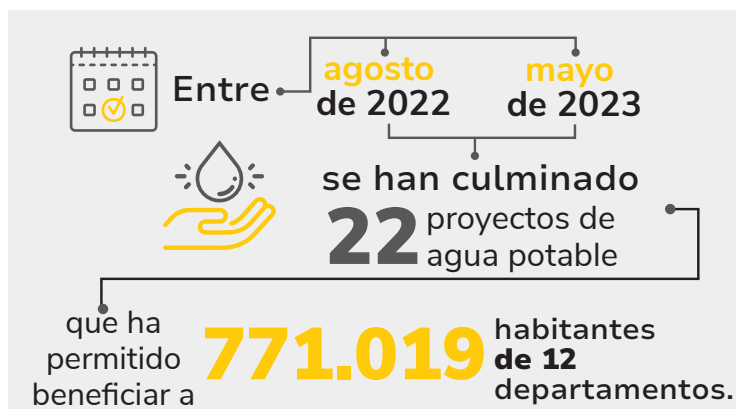 Entre
agosto
de 2022
mayo
de 2023
se han culminado
22 proyectos de
agua potable
que ha
permitido
beneficiar a
771.019
habitantes
de 12
departamentos.